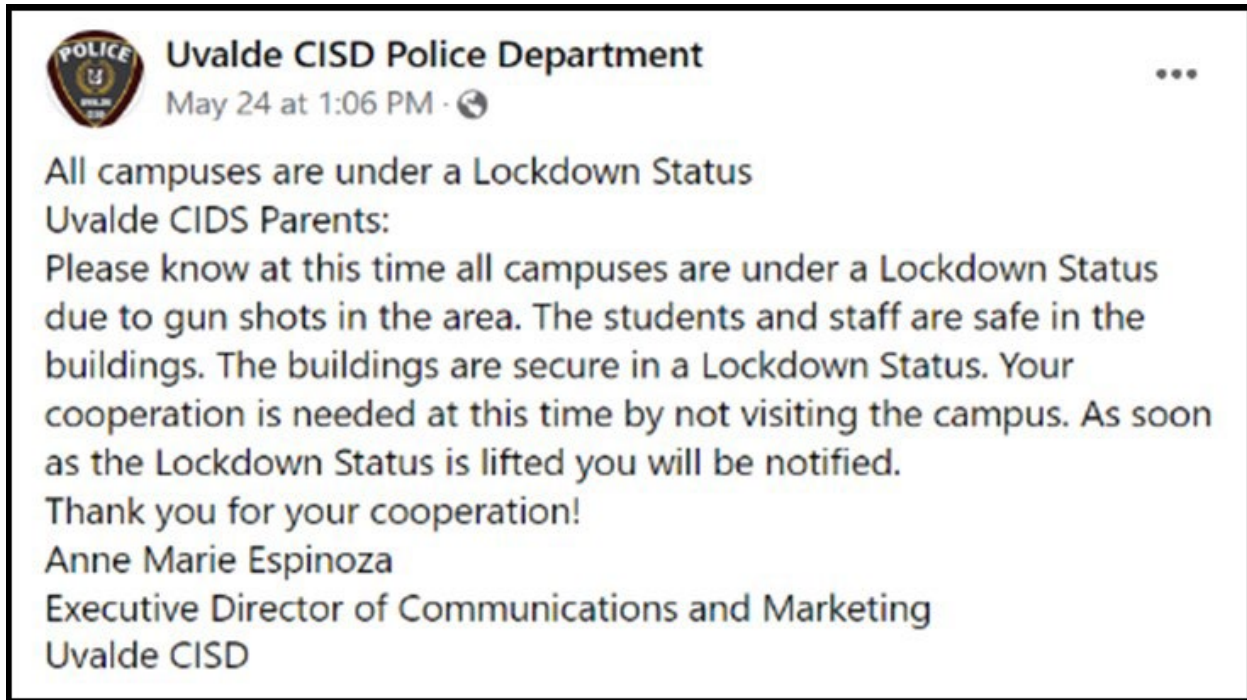 POLICE
Uvalde CISD Police Department
May 24 at 1:06 PM ·
All campuses are under a Lockdown Status
Uvalde CIDS Parents:
Please know at this time all campuses are under a Lockdown Status
due to gun shots in the area. The students and staff are safe in the
buildings. The buildings are secure in a Lockdown Status. Your
cooperation is needed at this time by not visiting the campus. As soon
as the Lockdown Status is lifted you will be notified.
Thank you for your cooperation!
Anne Marie Espinoza
Executive Director of Communications and Marketing
Uvalde CISD